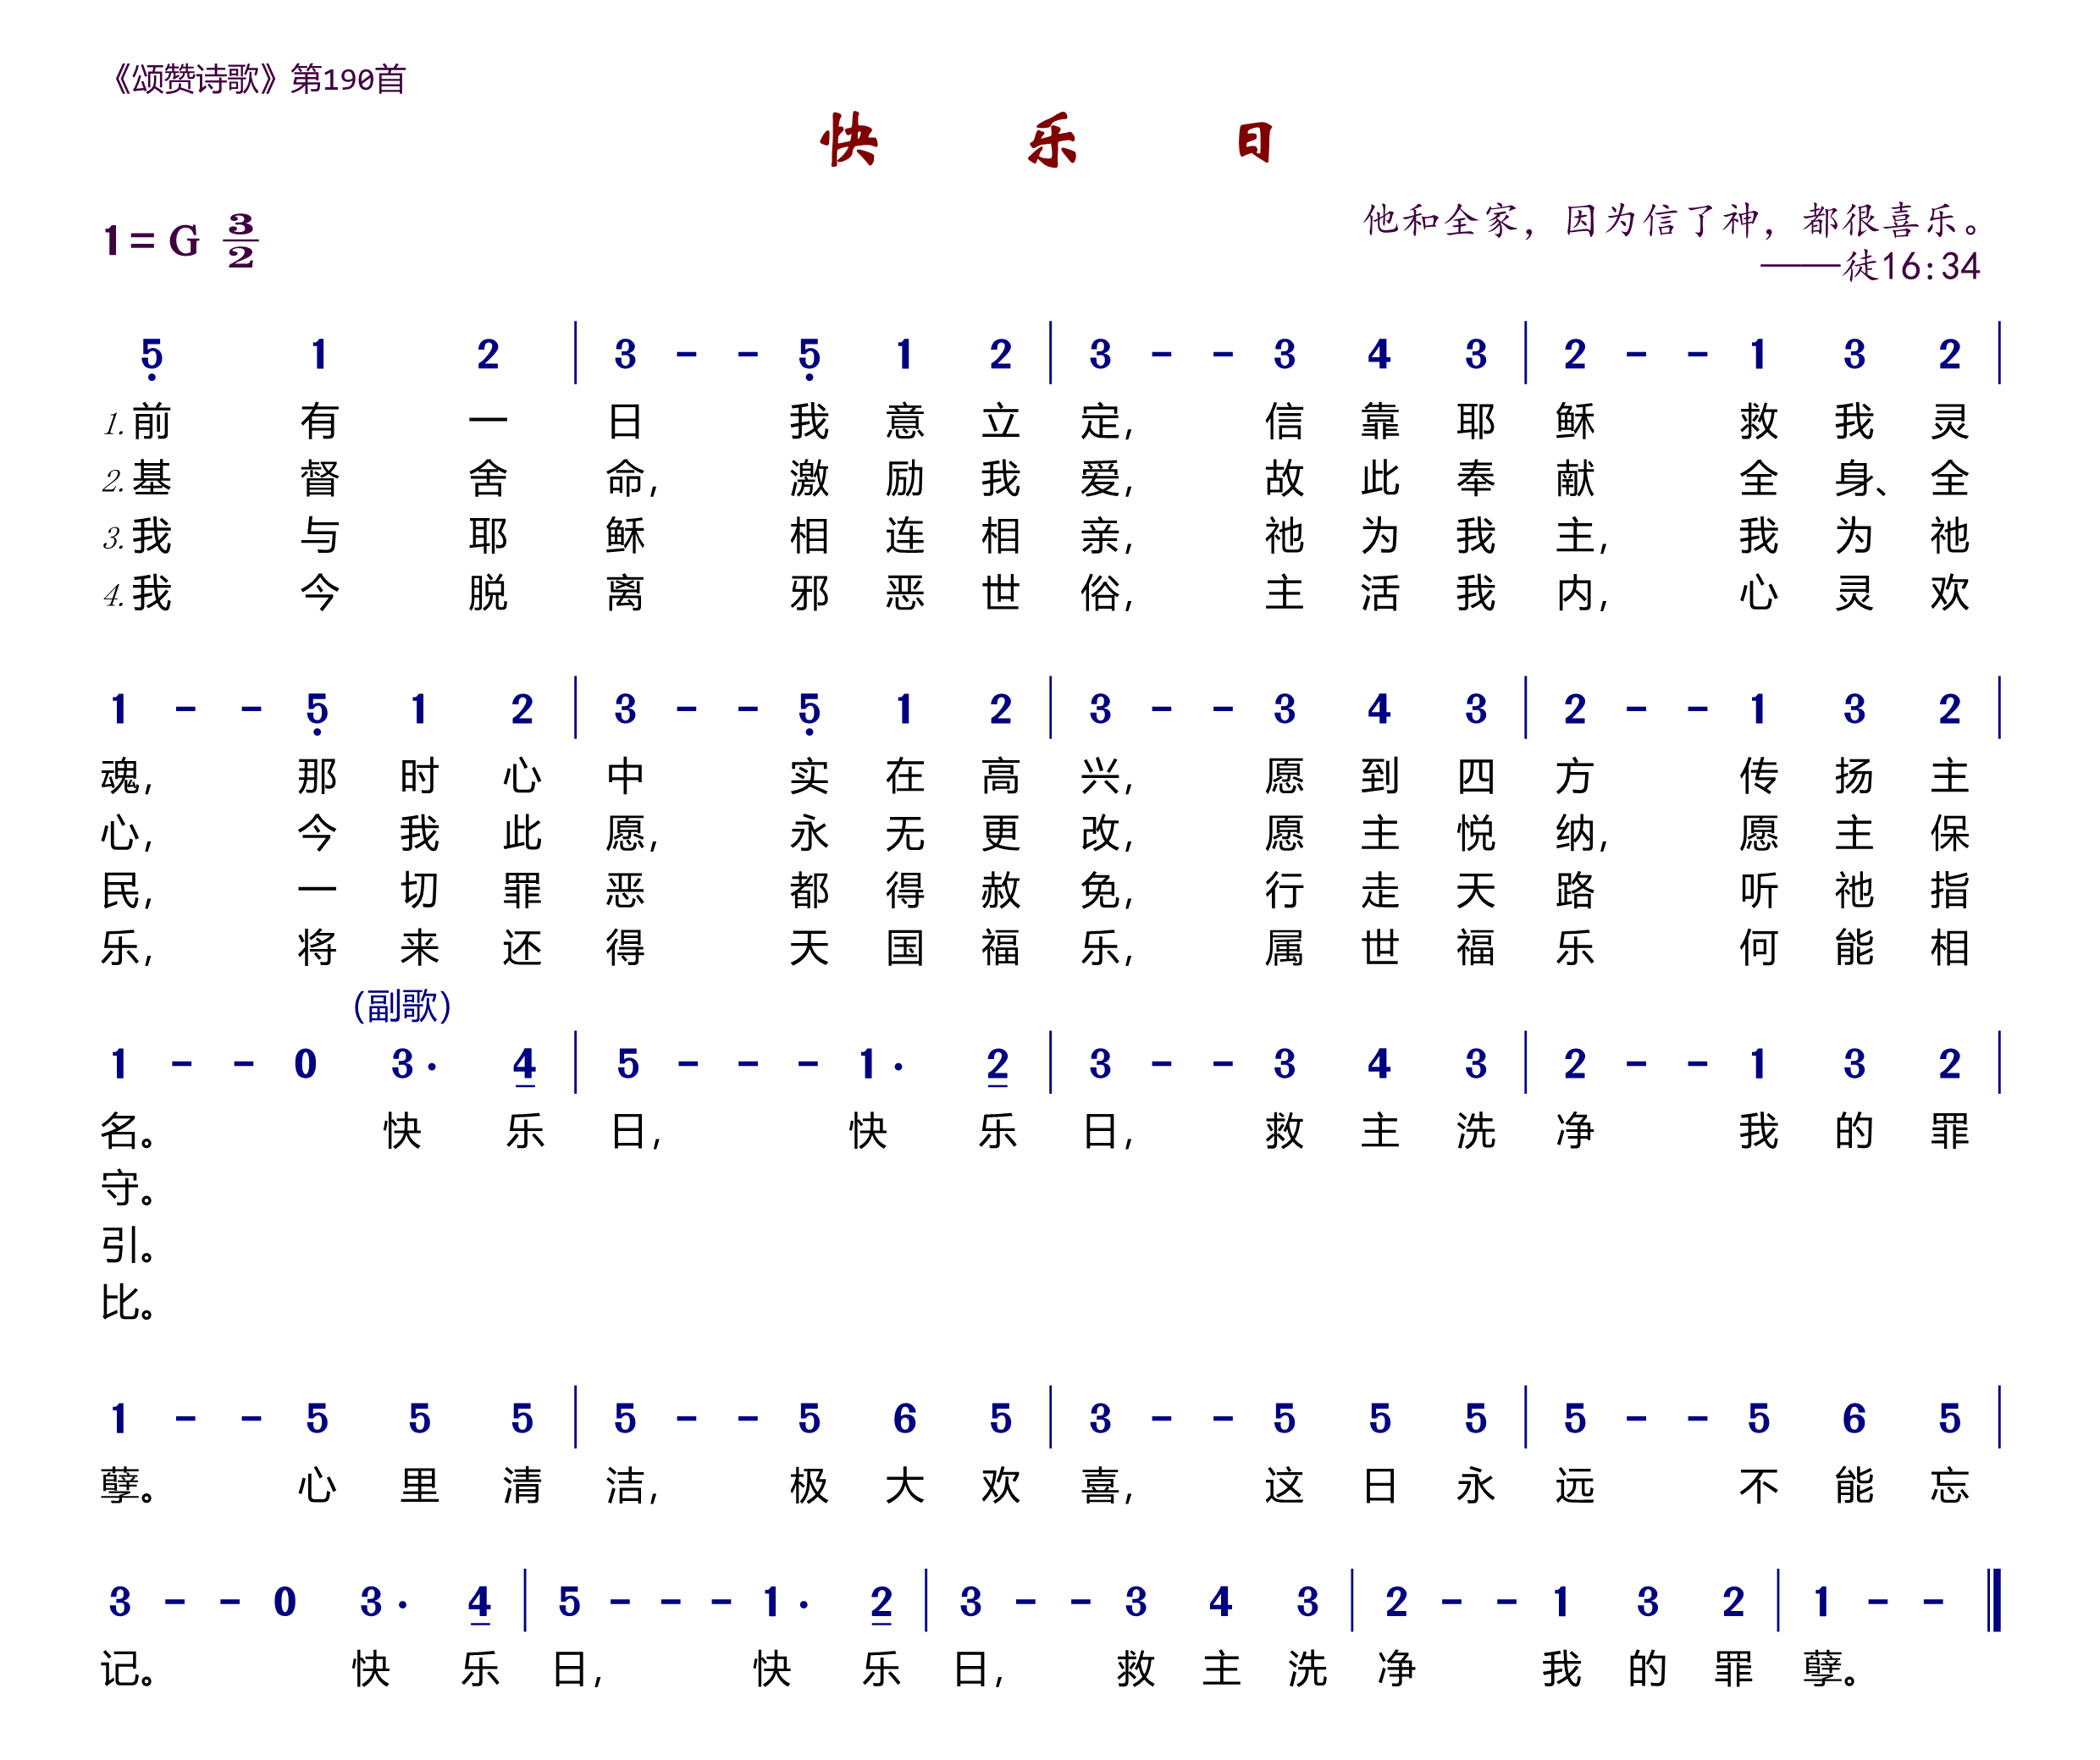 《颂赞诗歌》第190首
快 乐 日
1=G 3/2
他和全家，因为信了神，都很喜乐。
——徒16:34
5̣ 1 2 | 3 - - 5̣ 1 2 | 3 - - 3 4 3 | 2 - - 1 3 2 |
1.前有一日 我意立定， 信靠耶稣 救我灵
2.基督舍命， 激励我爱， 故此奉献 全身、全
3.我与耶稣 相连相亲， 祂为我主， 我为祂
4.我今脱离 邪恶世俗， 主活我内， 心灵欢
1 - - 5̣ 1 2 | 3 - - 5̣ 1 2 | 3 - - 3 4 3 | 2 - - 1 3 2 |
魂， 那时心中 实在高兴， 愿到四方 传扬主
心， 今我此愿， 永无更改， 愿主悦纳， 愿主保
民， 一切罪恶 都得赦免， 行走天路 听祂指
乐， 将来还得 天国福乐， 属世福乐 何能相
(副歌)
1 - - 0 3· 4̲ | 5 - - - 1· 2̲ | 3 - - 3 4 3 | 2 - - 1 3 2 |
名。 快乐日， 快乐日， 救主洗净 我的罪
守。
引。
比。
1 - - 5 5 5 | 5 - - 5 6 5 | 3 - - 5 5 5 | 5 - - 5 6 5 |
孽。 心里清洁， 极大欢喜， 这日永远 不能忘
3 - - 0 3· 4̲ | 5 - - - 1· 2̲ | 3 - - 3 4 3 | 2 - - 1 3 2 | 1 - - ‖
记。 快乐日， 快乐日， 救主洗净 我的罪孽。